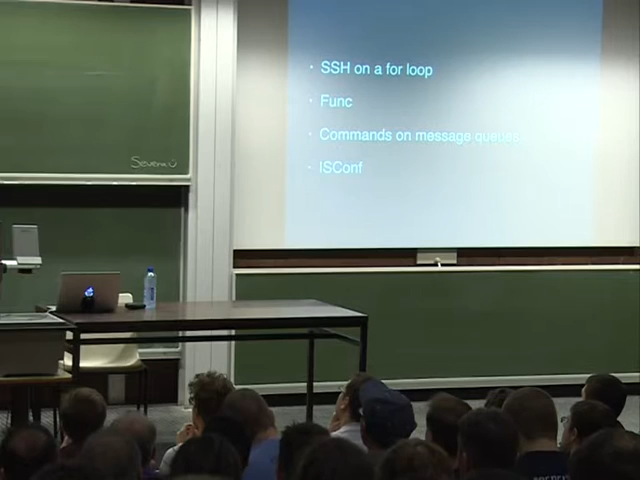 · SSH on a for loop
· Func
· Commands on message queues
· ISConf